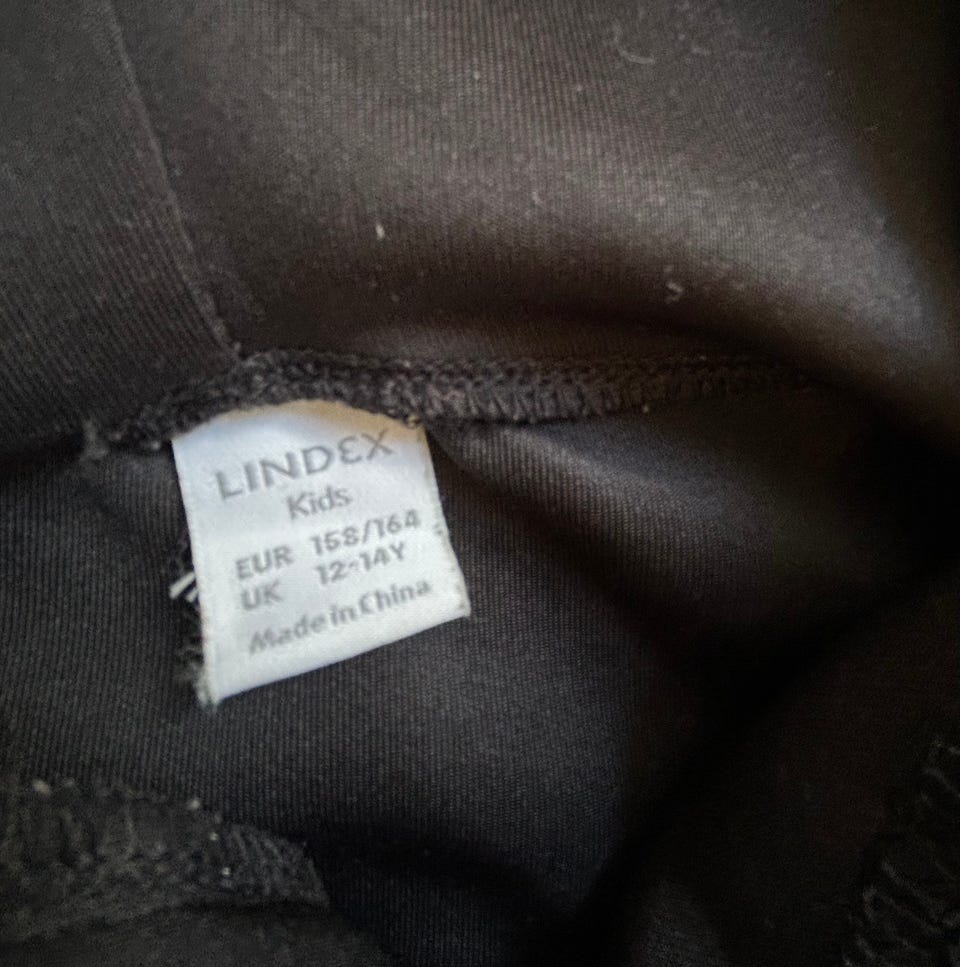 LINDEX
Kids
EUR 158/164
UK 12-14Y
Made in China